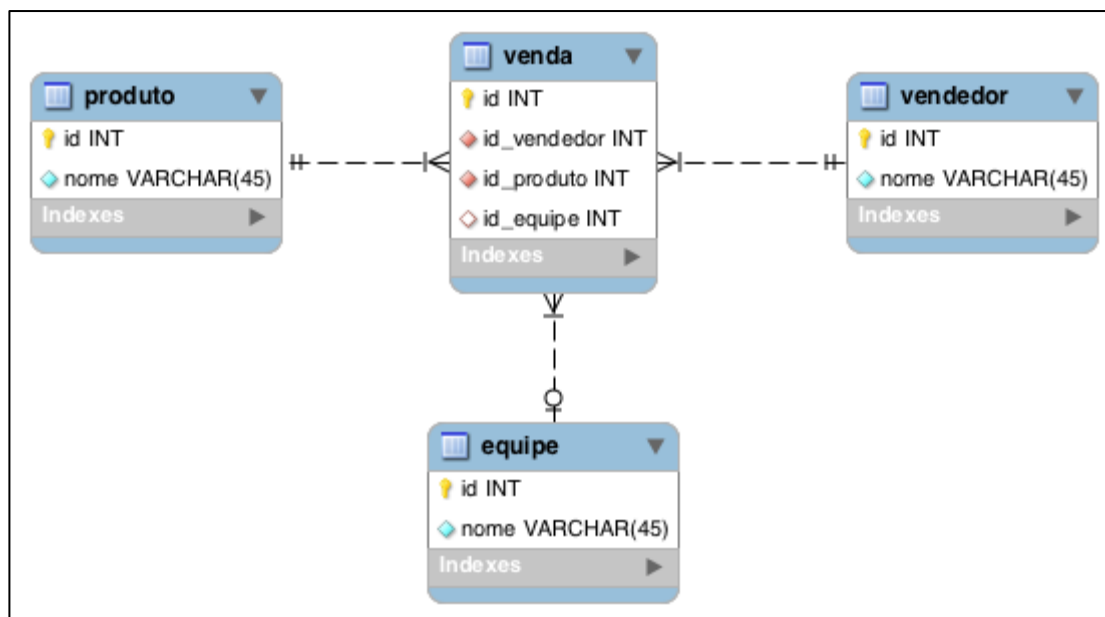 produto
id INT
nome VARCHAR(45)
Indexes
venda
id INT
id_vendedor INT
id_produto INT
id_equipe INT
Indexes
vendedor
id INT
nome VARCHAR(45)
Indexes
equipe
id INT
nome VARCHAR(45)
Indexes